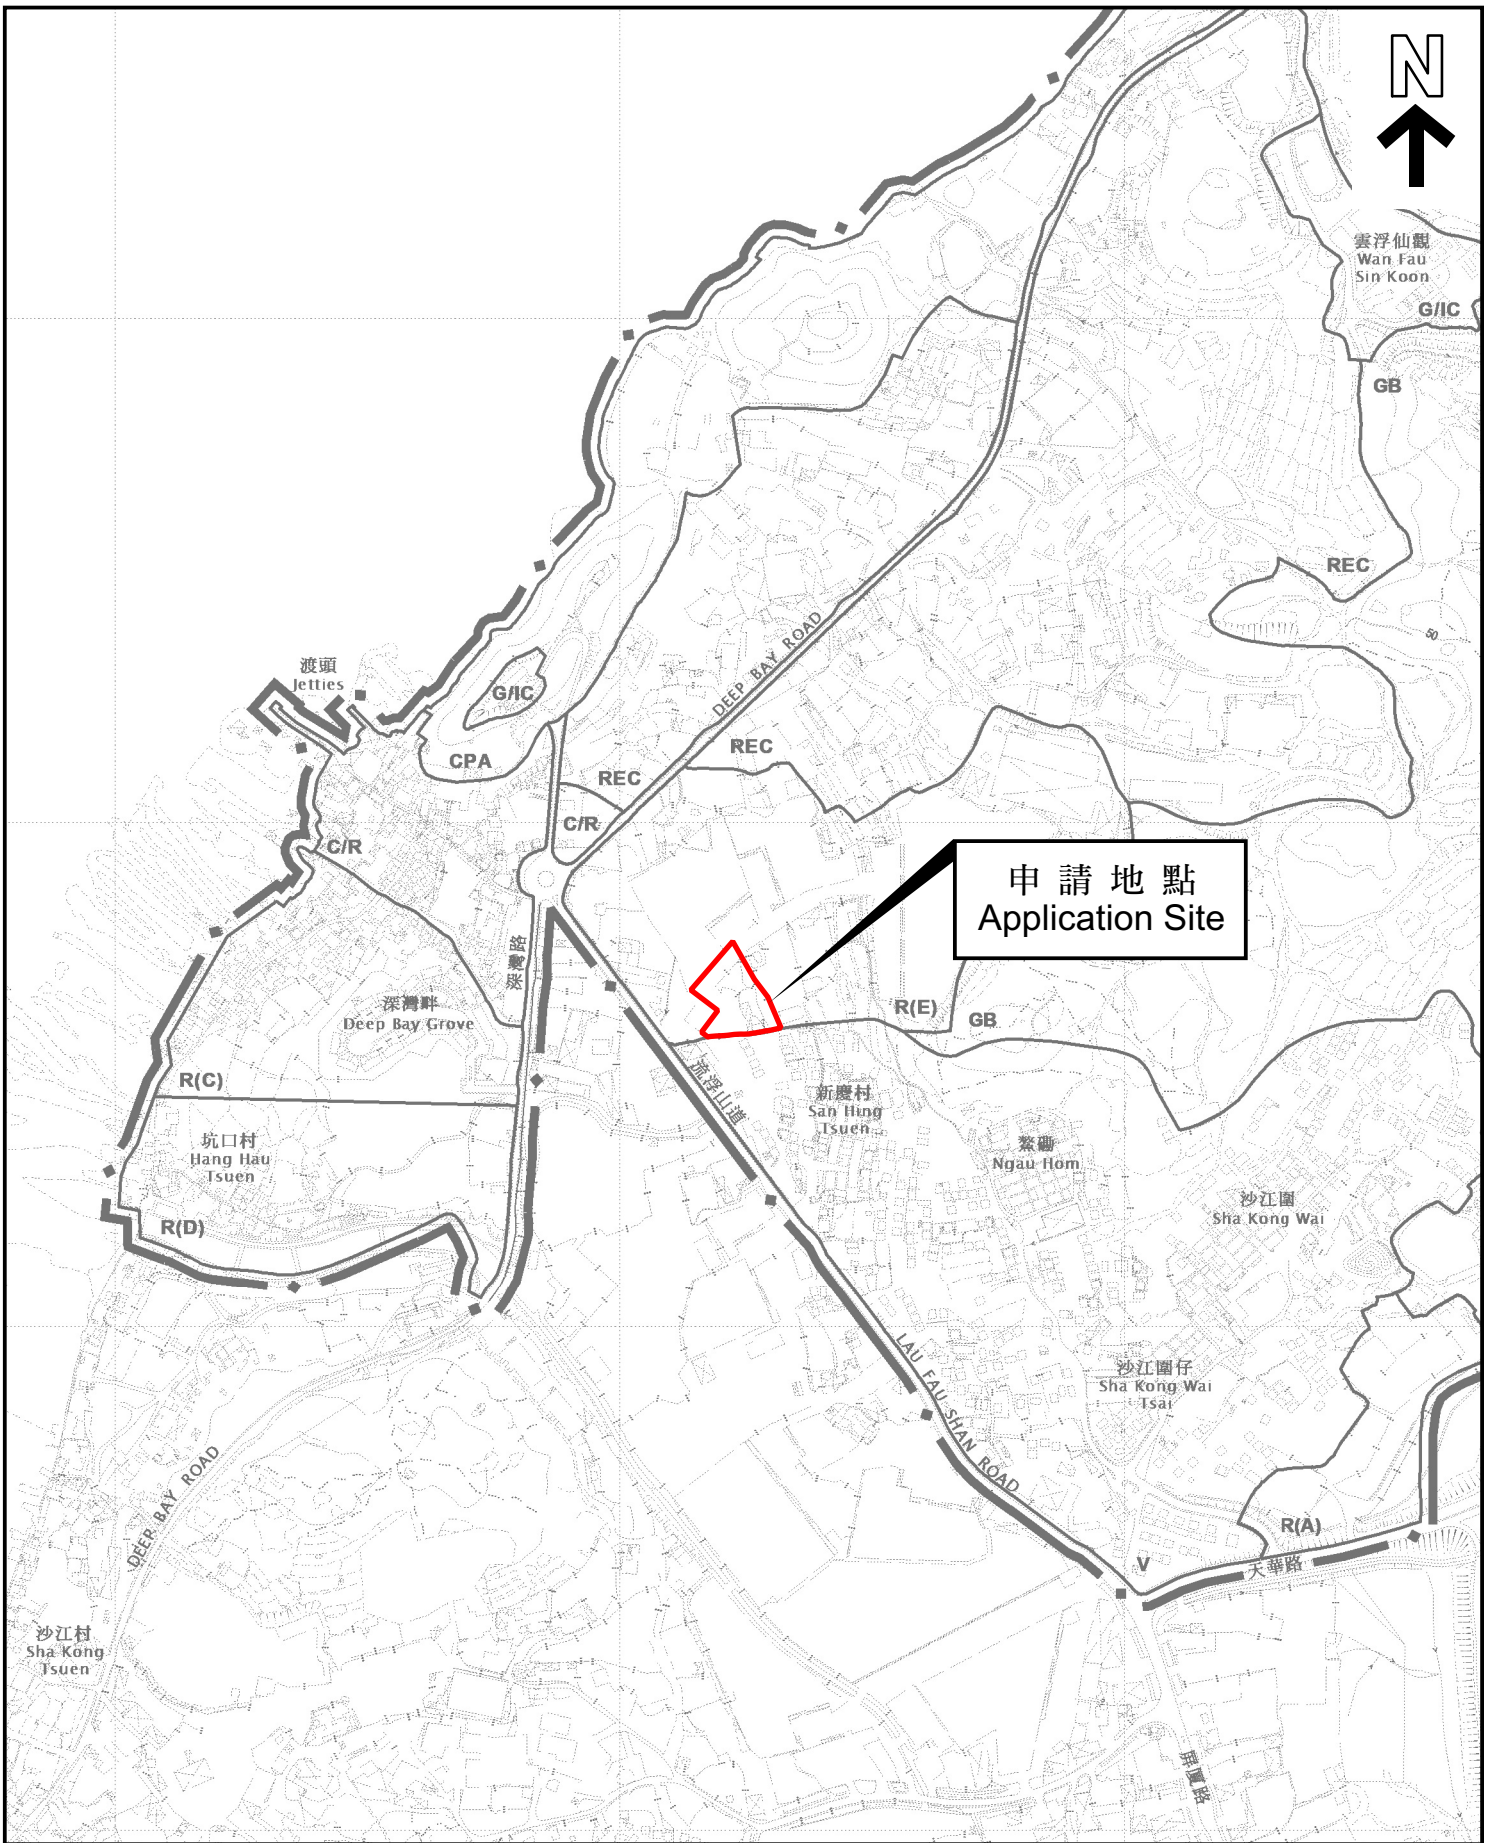 N
雲浮仙觀
Wan Fau
Sin Koon
G/IC
GB
REC
50
DEEP BAY ROAD
渡頭
Jetties
G/IC
CPA
REC
REC
C/R
C/R
申請地點
Application Site
深灣路
深灣畔
Deep Bay Grove
R(E)
GB
R(C)
流浮山道
新慶村
San Hing
Tsuen
坑口村
Hang Hau
Tsuen
鰲磡
Ngau Hom
沙江圍
Sha Kong Wai
R(D)
LAU FAU SHAN ROAD
沙江圍仔
Sha Kong Wai
Tsai
DEEP BAY ROAD
R(A)
V
天華路
沙江村
Sha Kong
Tsuen
屏廈路